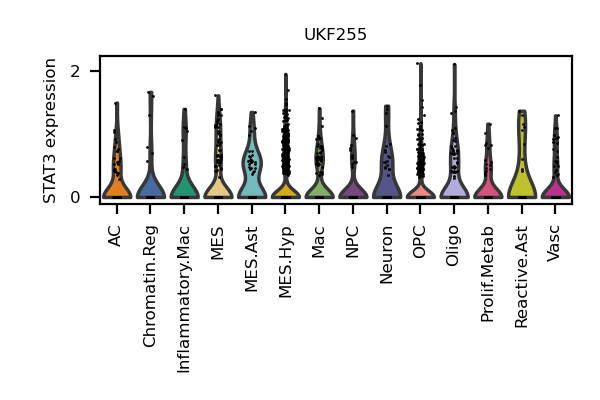 UKF255
STAT3 expression
2
0
AC
Chromatin.Reg
Inflammatory.Mac
MES
MES.Ast
MES.Hyp
Mac
NPC
Neuron
OPC
Oligo
Prolif.Metab
Reactive.Ast
Vasc